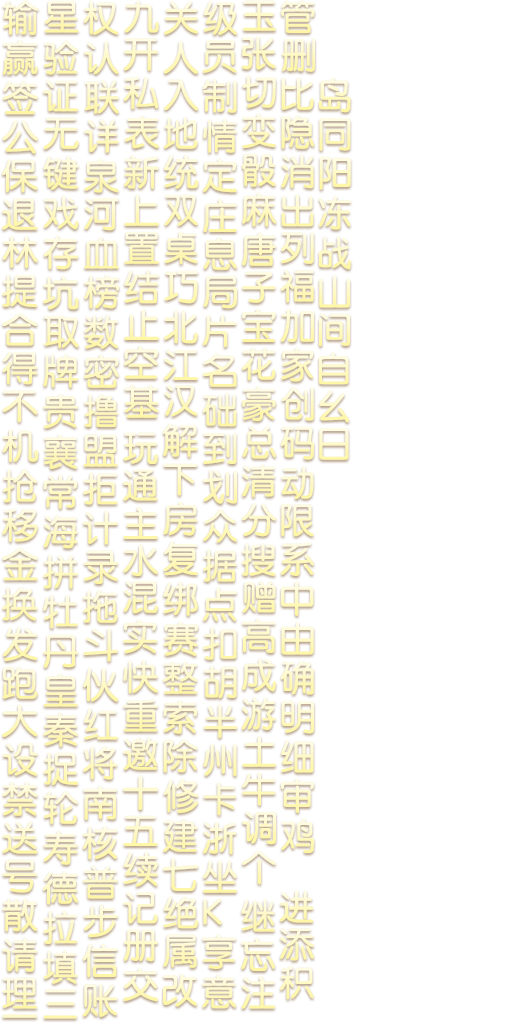 输星权九关级玉管
赢验认开人员张删
签证联私入制切比岛
公无详表地情变隐同
保键泉新统定骰消阳
退戏河上双庄麻出冻
林存血置桌息唐列战
提坑榜结巧局子福山
合取数止北片宝加间
得牌密空江名花家自
不贵撸基汉础豪创幺
机襄盟玩解到总码曰
抢常拒通下划清动
移海计主房众分限
金拼录水复据搜系
换牡拖混绑点赠中
发丹斗实赛扣高由
跑皇伙快整胡成确
大秦红重索半游明
设捉将邀除州土细
禁轮南十修卡牛审
送寿核五建浙调鸡
号德普续七坐个
散拉步记绝K继进
请填信册属享忘添
理三账交改意注积